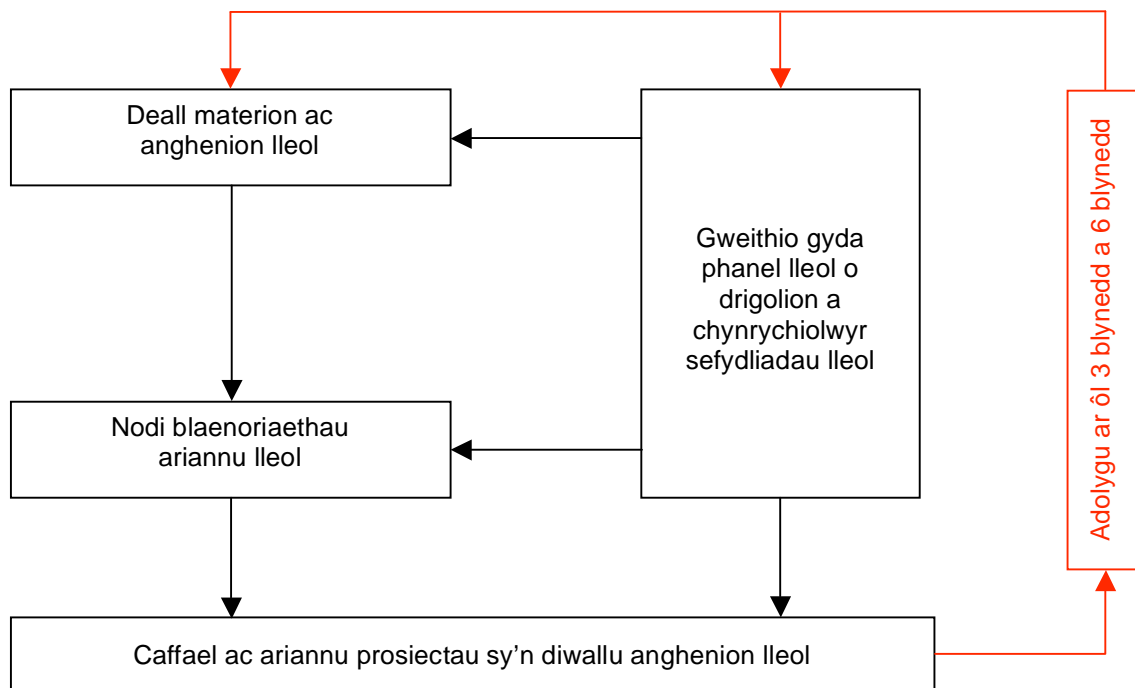 Deall materion ac
anghenion lleol
Gweithio gyda
phanel lleol o
drigolion a
chynrychiolwyr
sefydliadau lleol
Nodi blaenoriaethau
ariannu lleol
Caffael ac ariannu prosiectau sy’n diwallu anghenion lleol
Adolygu ar ôl 3 blynedd a 6 blynedd